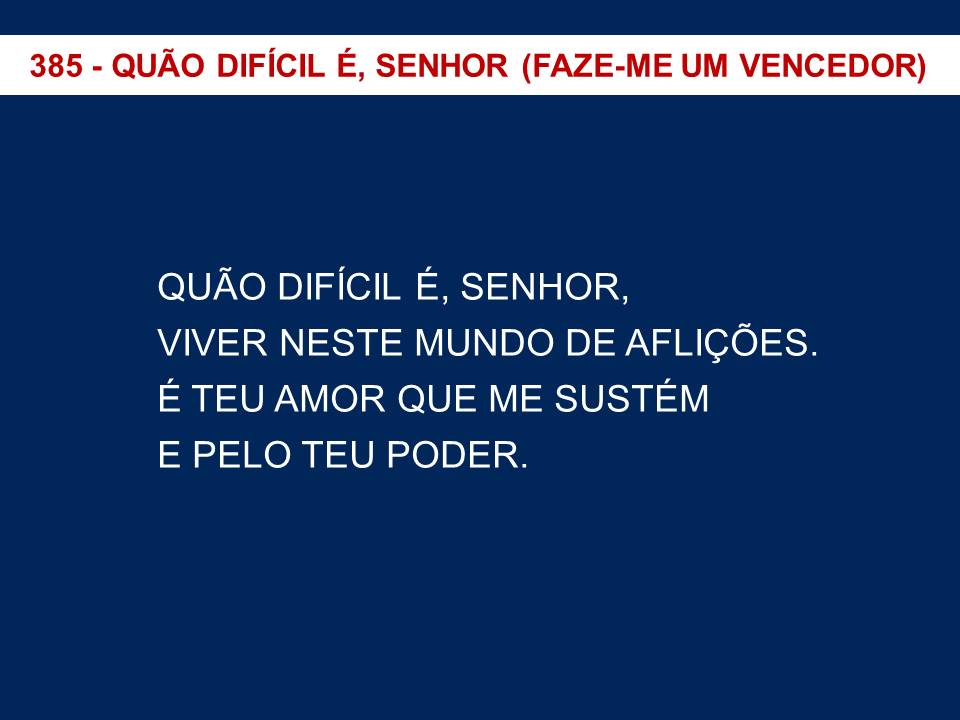 385 - QUÃO DIFÍCIL É, SENHOR (FAZE-ME UM VENCEDOR)
QUÃO DIFÍCIL É, SENHOR,
VIVER NESTE MUNDO DE AFLIÇÕES.
É TEU AMOR QUE ME SUSTÉM
E PELO TEU PODER.